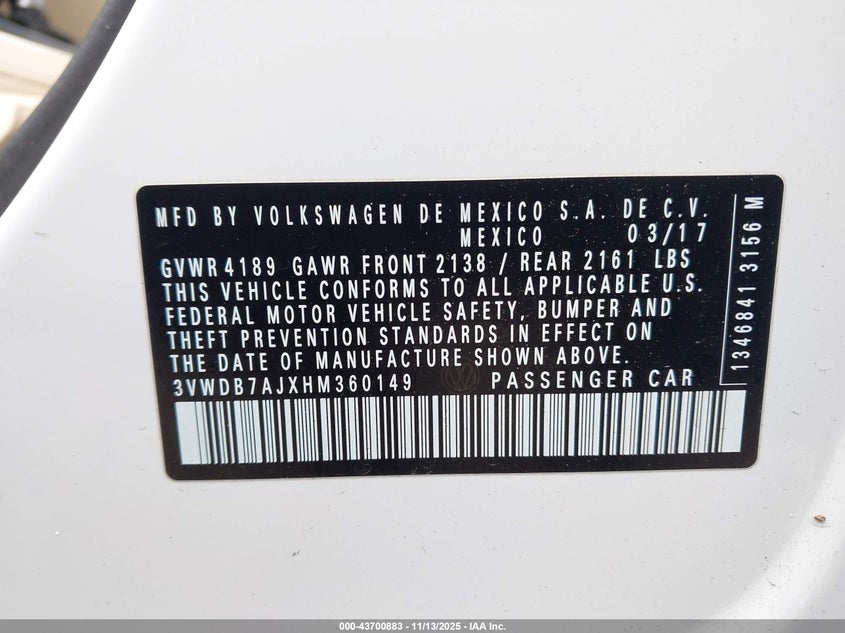 MFD BY VOLKSWAGEN DE MEXICO S.A. DE C.V.
MEXICO 03/17
GVWR 4189 GAWR FRONT 2138 / REAR 2161 LBS
THIS VEHICLE CONFORMS TO ALL APPLICABLE U.S.
FEDERAL MOTOR VEHICLE SAFETY, BUMPER AND
THEFT PREVENTION STANDARDS IN EFFECT ON
THE DATE OF MANUFACTURE SHOWN ABOVE.
3VWDB7AJXHM360149 PASSENGER CAR
1346841 3156 M
000-43700883 - 11/13/2025 - IAA Inc.